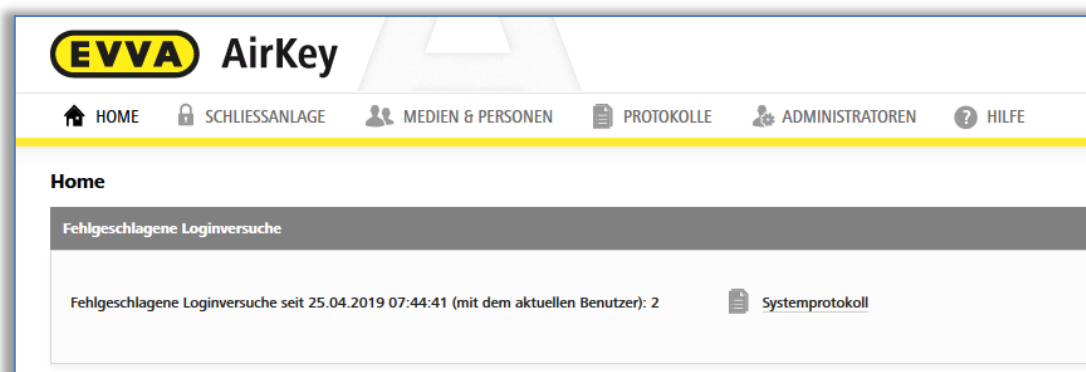 EVVA AirKey
HOME SCHLIESSANLAGE MEDIEN & PERSONEN PROTOKOLLE ADMINISTRATOREN ? HILFE
Home
Fehlgeschlagene Loginversuche
Fehlgeschlagene Loginversuche seit 25.04.2019 07:44:41 (mit dem aktuellen Benutzer): 2 Systemprotokoll